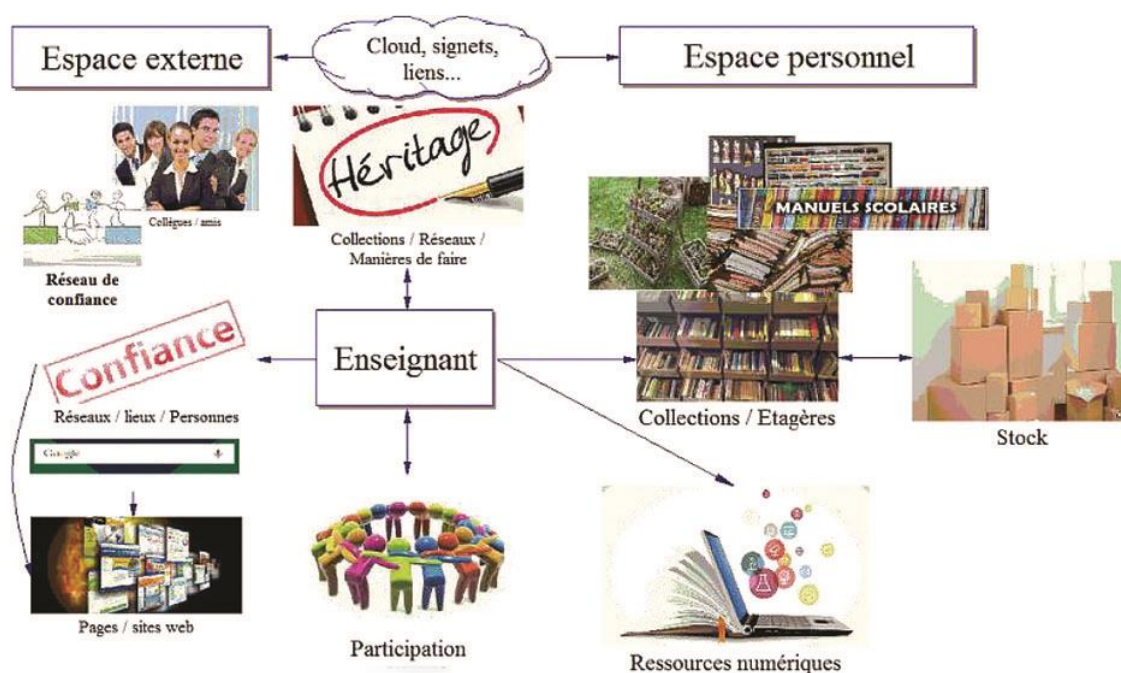 Espace externe
Cloud, signets,
liens...
Espace personnel
Héritage
Collègues / amis
Collections / Réseaux /
Manières de faire
Réseau de
confiance
MANUELS SCOLAIRES
Confiance
Enseignant
Réseaux / lieux / Personnes
Collections / Etagères
Stock
Google
Pages / sites web
Participation
Ressources numériques